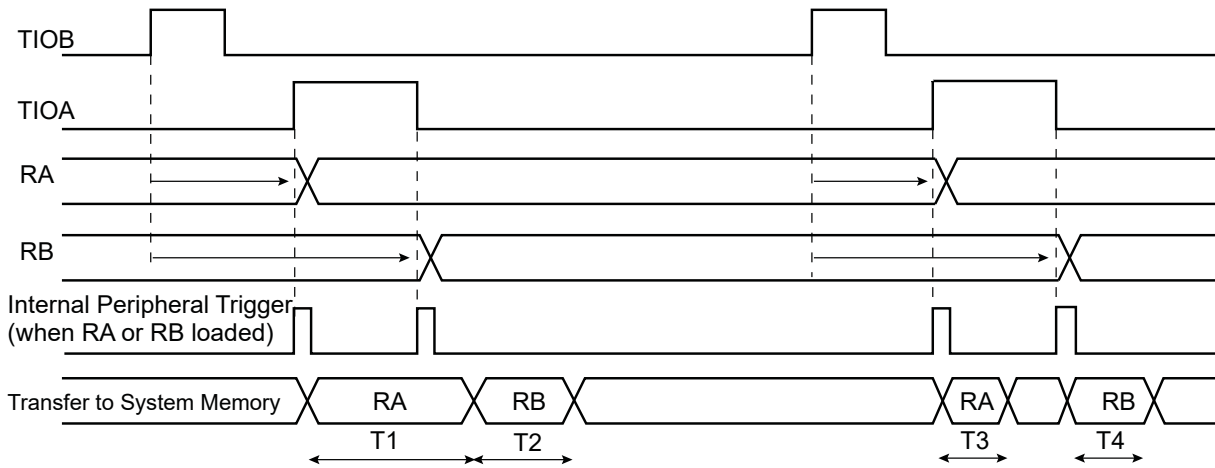 TIOB
TIOA
RA
RB
Internal Peripheral Trigger
(when RA or RB loaded)
Transfer to System Memory RA RB RA RB
T1 T2 T3 T4